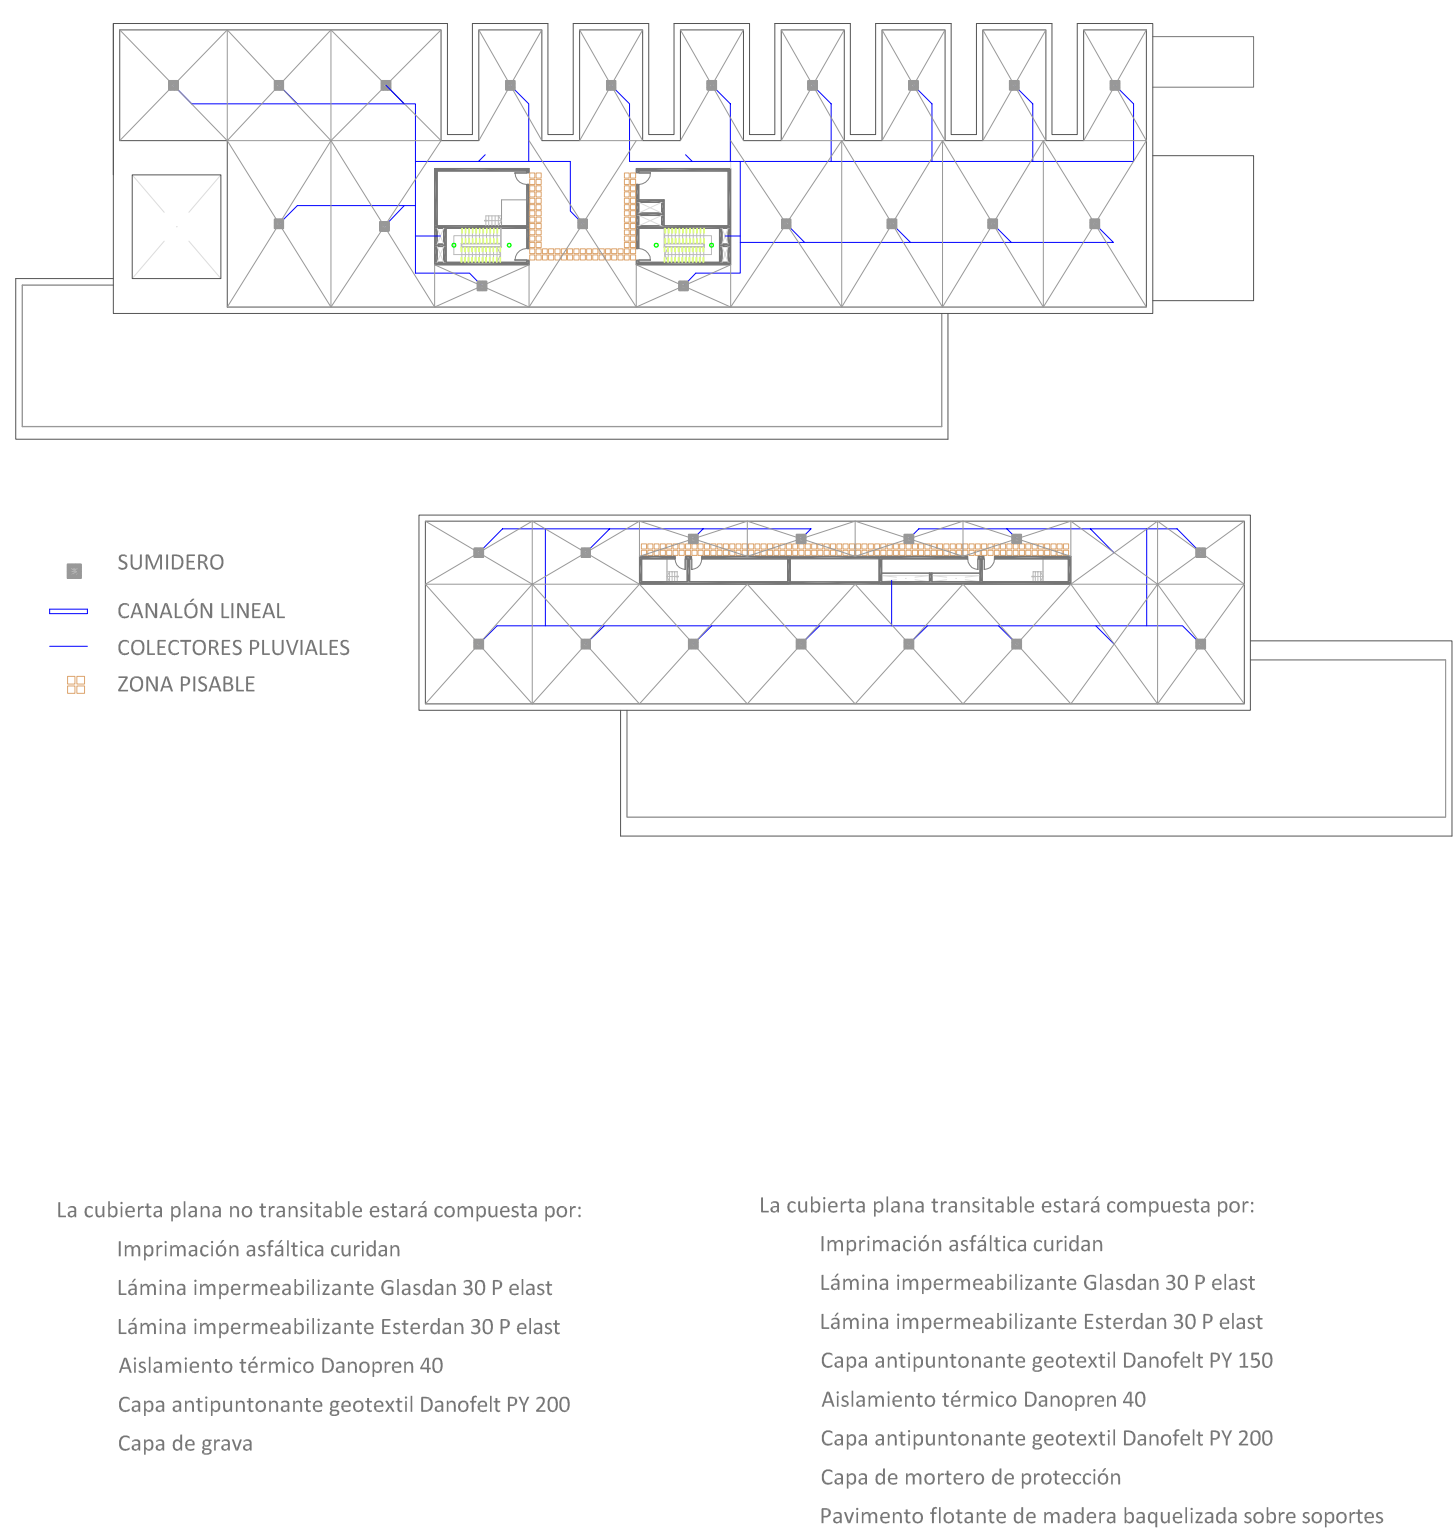 SUMIDERO
CANALÓN LINEAL
COLECTORES PLUVIALES
ZONA PISABLE
La cubierta plana no transitable estará compuesta por:
Imprimación asfáltica curidan
Lámina impermeabilizante Glasdan 30 P elast
Lámina impermeabilizante Esterdan 30 P elast
Aislamiento térmico Danopren 40
Capa antipuntonante geotextil Danofelt PY 200
Capa de grava
La cubierta plana transitable estará compuesta por:
Imprimación asfáltica curidan
Lámina impermeabilizante Glasdan 30 P elast
Lámina impermeabilizante Esterdan 30 P elast
Capa antipuntonante geotextil Danofelt PY 150
Aislamiento térmico Danopren 40
Capa antipuntonante geotextil Danofelt PY 200
Capa de mortero de protección
Pavimento flotante de madera baquelizada sobre soportes